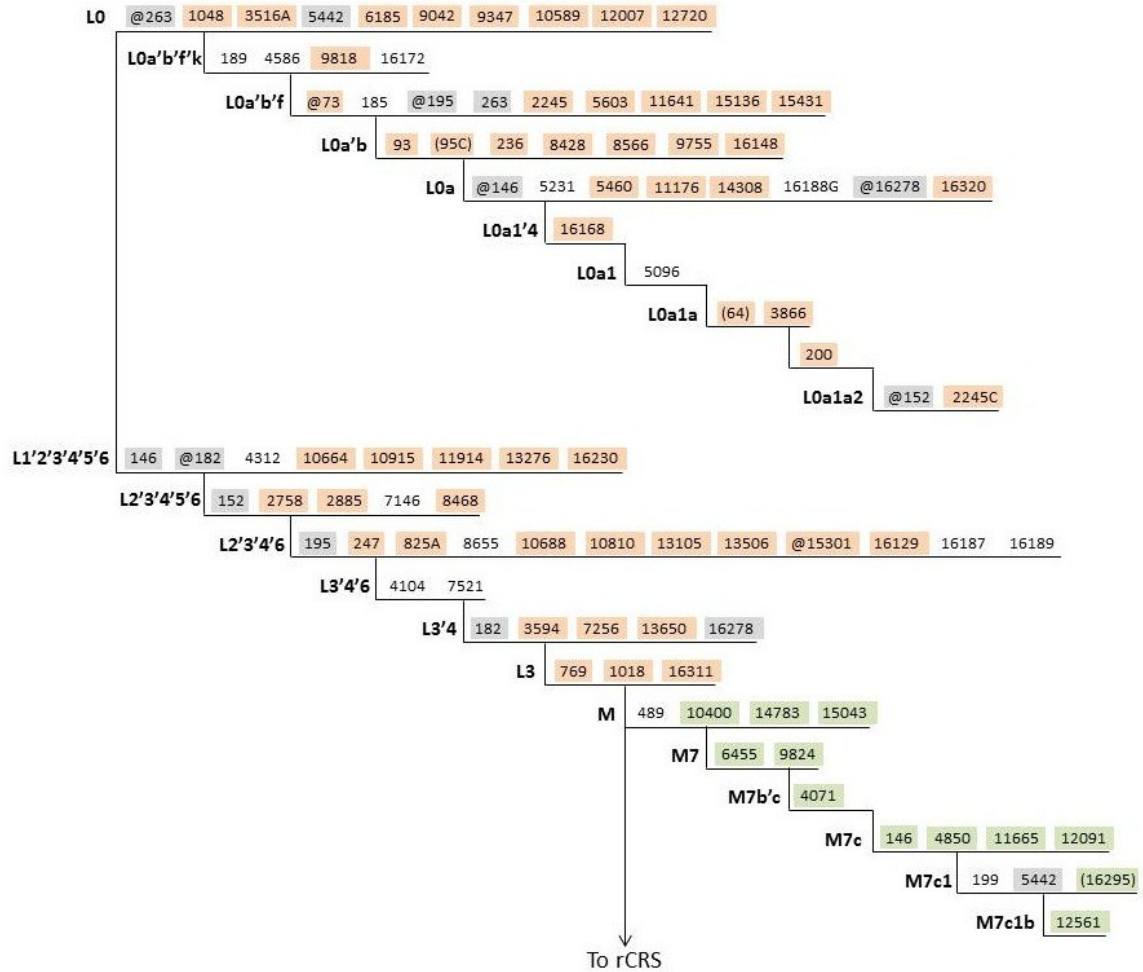 L0 @263 1048 3516A 5442 6185 9042 9347 10589 12007 12720
L0a'b'f'k 189 4586 9818 16172
L0a'b'f @73 185 @195 263 2245 5603 11641 15136 15431
L0a'b 93 (95C) 236 8428 8566 9755 16148
L0a @146 5231 5460 11176 14308 16188G @16278 16320
L0a1'4 16168
L0a1 5096
L0a1a (64) 3866
200
L0a1a2 @152 2245C
L1'2'3'4'5'6 146 @182 4312 10664 10915 11914 13276 16230
L2'3'4'5'6 152 2758 2885 7146 8468
L2'3'4'6 195 247 825A 8655 10688 10810 13105 13506 @15301 16129 16187 16189
L3'4'6 4104 7521
L3'4 182 3594 7256 13650 16278
L3 769 1018 16311
M 489 10400 14783 15043
M7 6455 9824
M7b'c 4071
M7c 146 4850 11665 12091
M7c1 199 5442 (16295)
M7c1b 12561
To rCRS